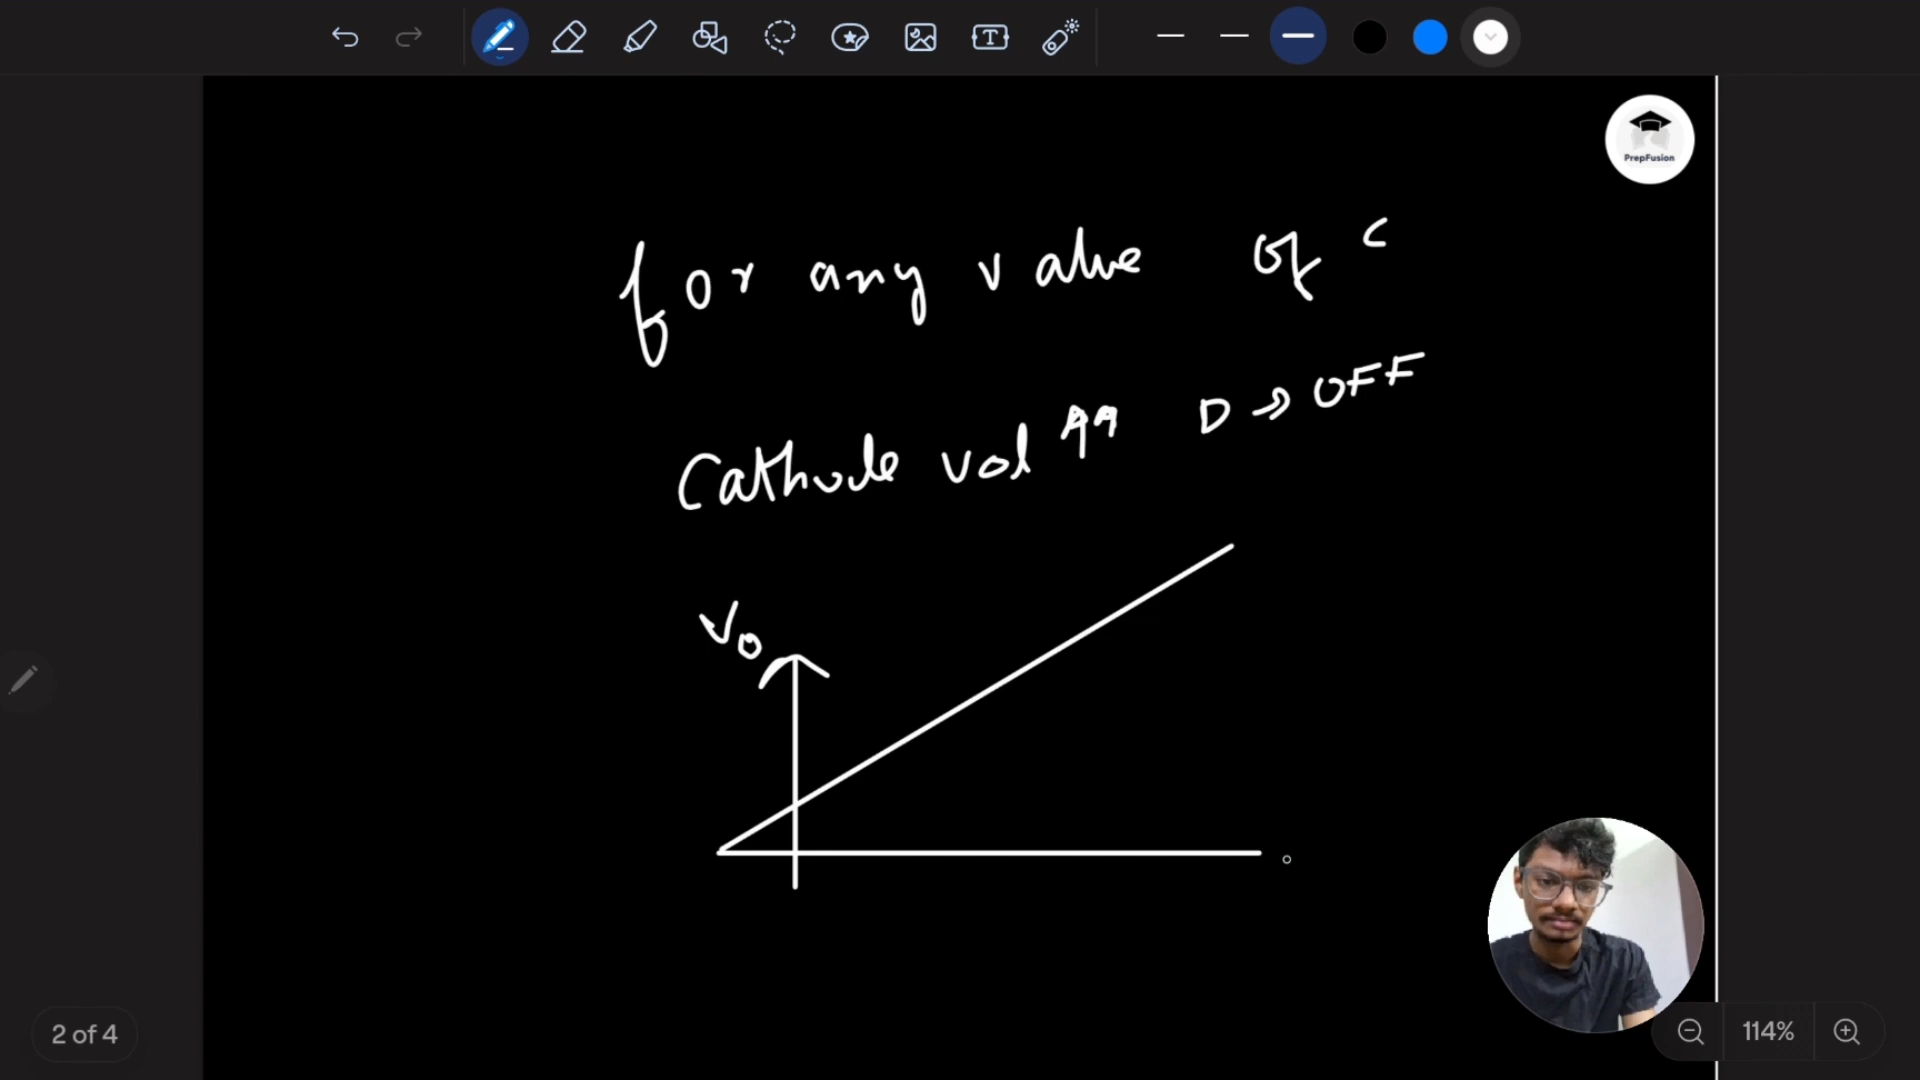 PrepFusion
for any value of c
Cathode vol ↑↑ D → OFF
Vo
2 of 4
114%